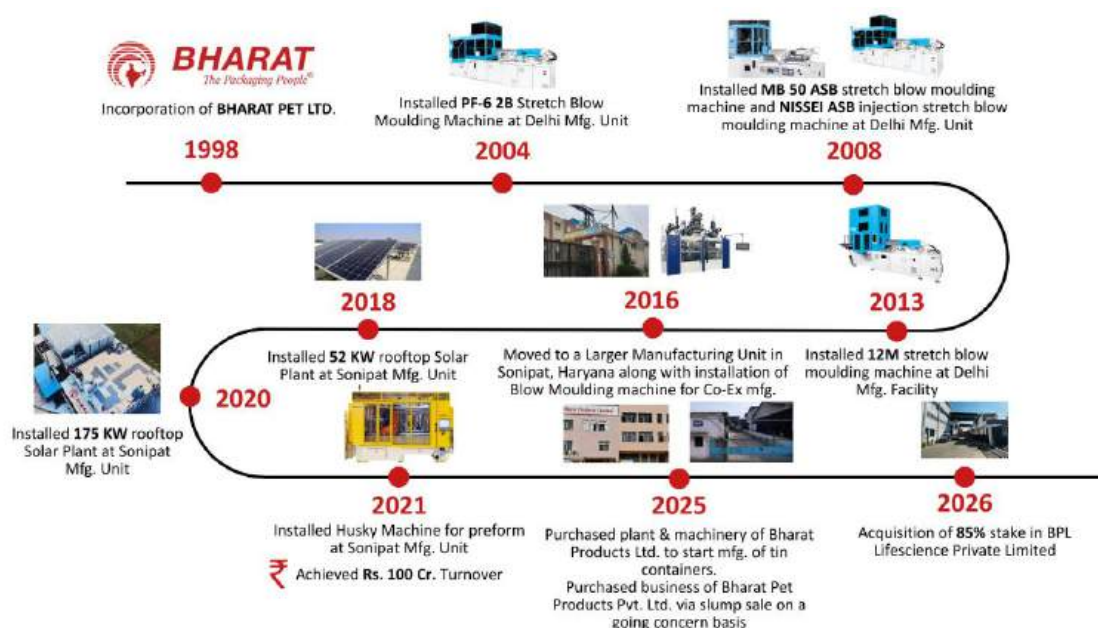 BHARAT
The Packaging People®
Incorporation of BHARAT PET LTD.
1998
Installed PF-6 2B Stretch Blow
Moulding Machine at Delhi Mfg. Unit
2004
Installed MB 50 ASB stretch blow moulding
machine and NISSEI ASB injection stretch blow
moulding machine at Delhi Mfg. Unit
2008
2013
Installed 12M stretch blow
moulding machine at Delhi
Mfg. Facility
2016
Moved to a Larger Manufacturing Unit in
Sonipat, Haryana along with installation of
Blow Moulding machine for Co-Ex mfg.
2018
Installed 52 KW rooftop Solar
Plant at Sonipat Mfg. Unit
2020
Installed 175 KW rooftop
Solar Plant at Sonipat
Mfg. Unit
2021
Installed Husky Machine for preform
at Sonipat Mfg. Unit
₹ Achieved Rs. 100 Cr. Turnover
2025
Purchased plant & machinery of Bharat
Products Ltd. to start mfg. of tin
containers.
Purchased business of Bharat Pet
Products Pvt. Ltd. via slump sale on a
going concern basis
2026
Acquisition of 85% stake in BPL
Lifescience Private Limited